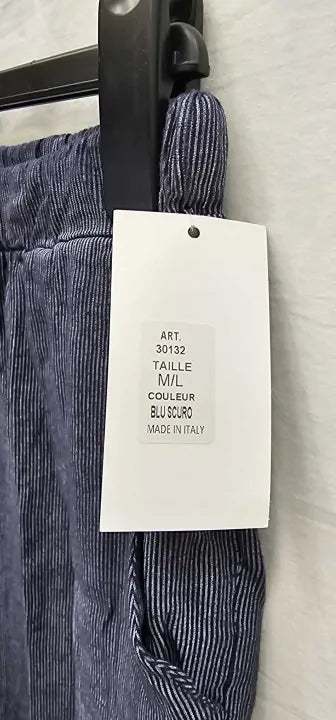 ART.
30132
TAILLE
M/L
COULEUR
BLU SCURO
MADE IN ITALY